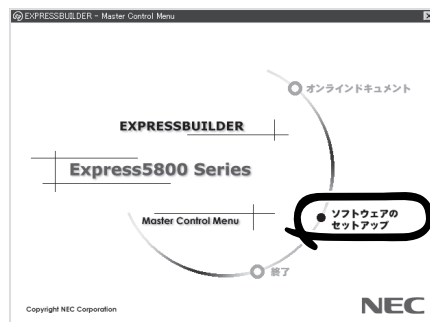 EXPRESSBUILDER - Master Control Menu
オンラインドキュメント
EXPRESSBUILDER
Express5800 Series
ソフトウェアの
セットアップ
Master Control Menu
終了
Copyright NEC Corporation
NEC